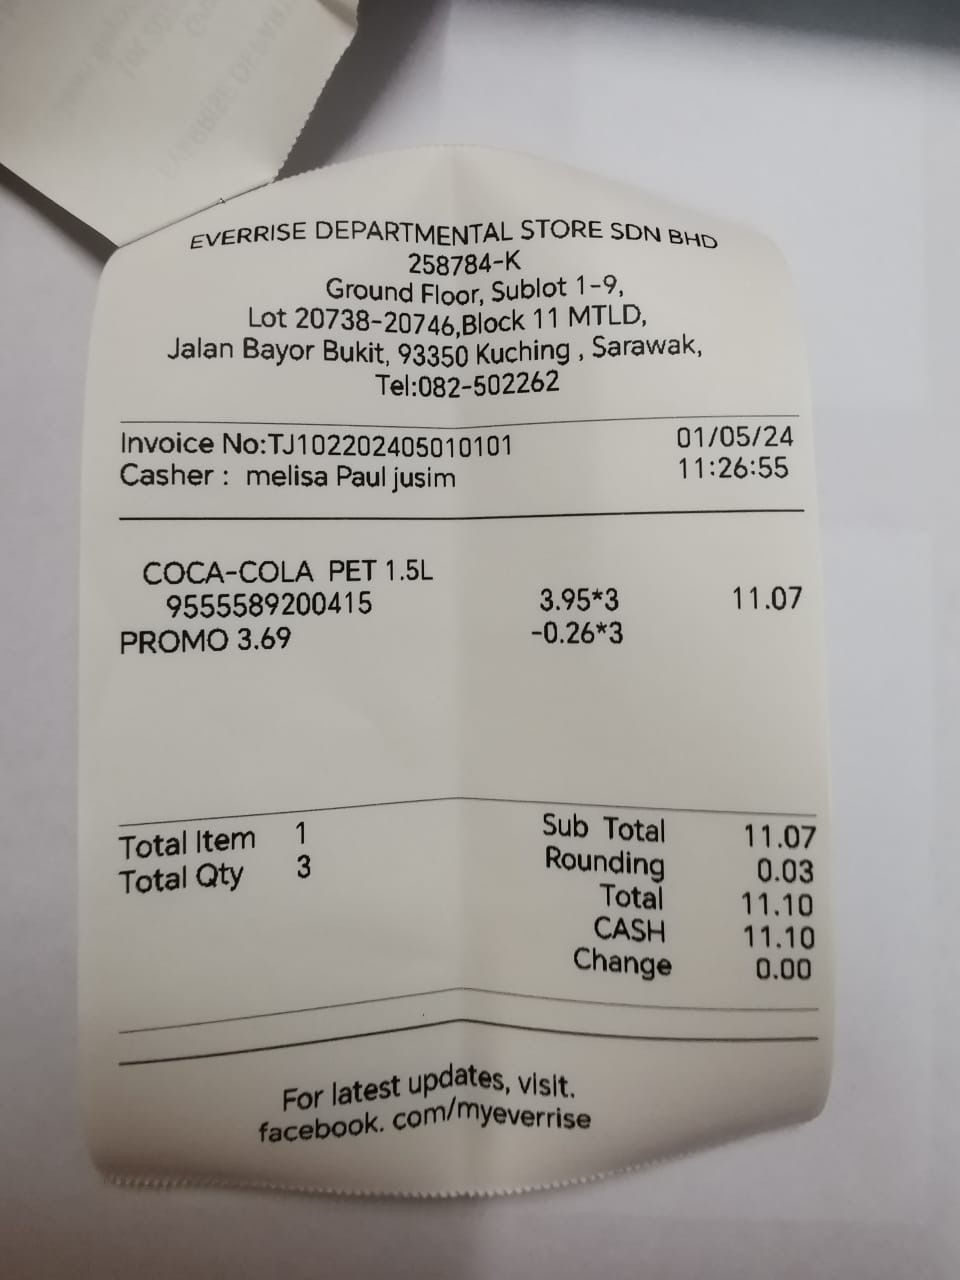 EVERRISE DEPARTMENTAL STORE SDN BHD
258784-K
Ground Floor, Sublot 1-9,
Lot 20738-20746,Block 11 MTLD,
Jalan Bayor Bukit, 93350 Kuching , Sarawak,
Tel:082-502262
Invoice No:TJ102202405010101 01/05/24
Casher : melisa Paul jusim 11:26:55
COCA-COLA PET 1.5L
9555589200415 3.95*3 11.07
PROMO 3.69 -0.26*3
Total Item 1 Sub Total 11.07
Total Qty 3 Rounding 0.03
Total 11.10
CASH 11.10
Change 0.00
For latest updates, visit.
facebook. com/myeverrise